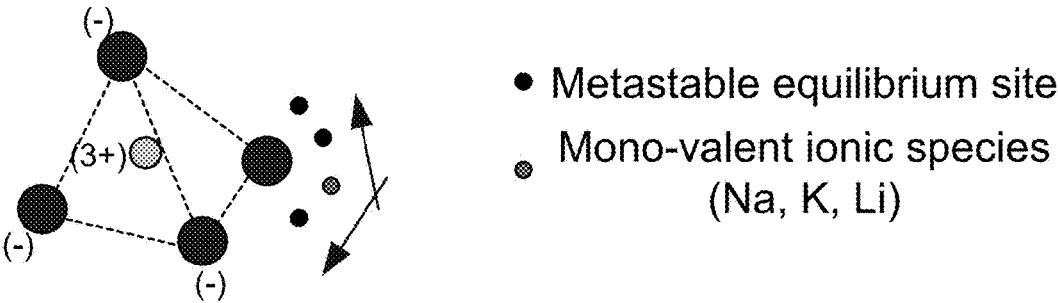 (-)
(3+)
(-)
(-)
Metastable equilibrium site
Mono-valent ionic species
(Na, K, Li)